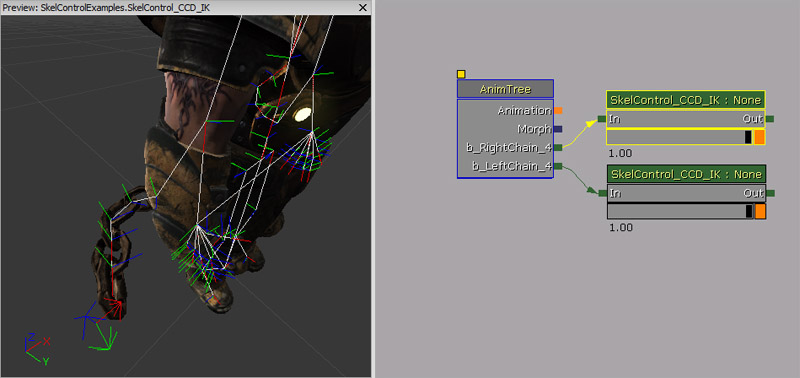 Preview: SkelControlExamples.SkelControl_CCD_IK
AnimTree
Animation
Morph
b_RightChain_4
b_LeftChain_4
SkelControl_CCD_IK : None
In Out
1.00
SkelControl_CCD_IK : None
In Out
1.00
Z
X
Y